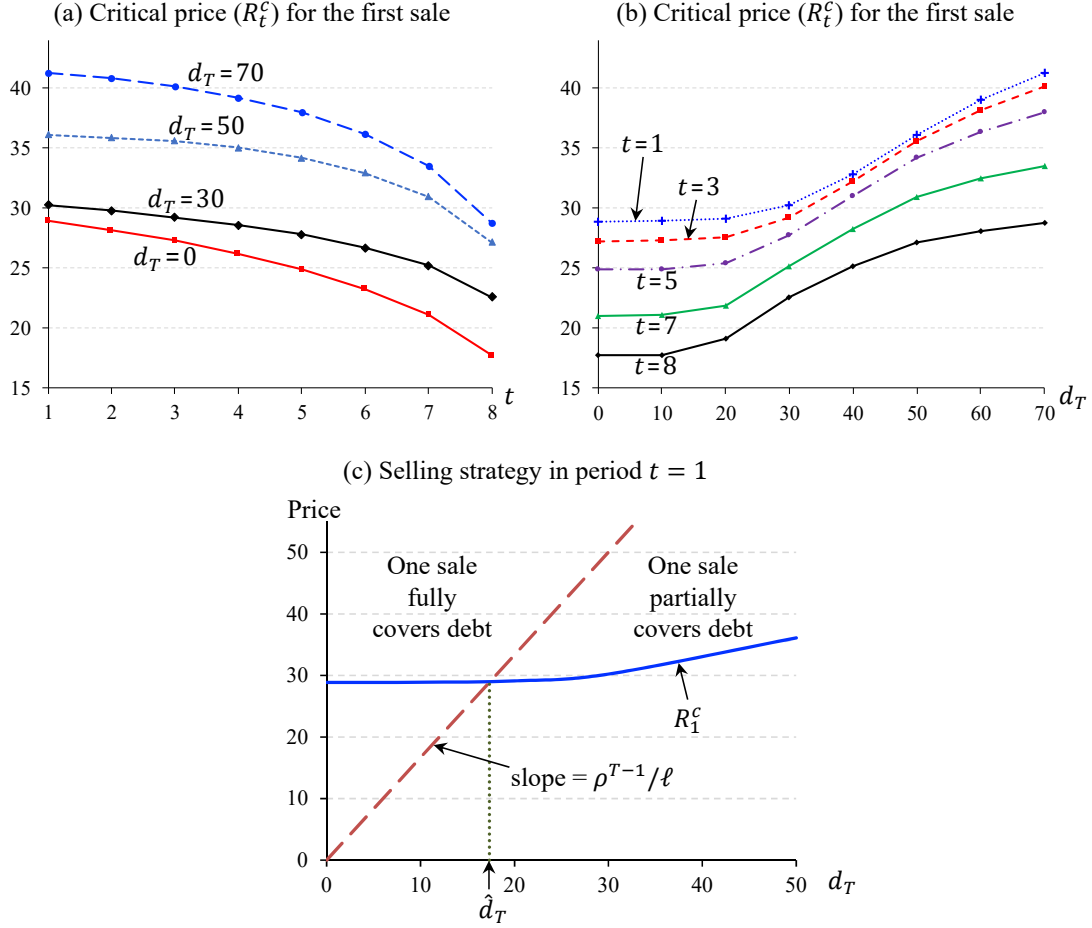 (a) Critical price (R_t^c) for the first sale
40
35
30
25
20
15
d_T = 70
d_T = 50
d_T = 30
d_T = 0
1 2 3 4 5 6 7 8
t
(b) Critical price (R_t^c) for the first sale
40
35
30
25
20
15
t = 1
t = 3
t = 5
t = 7
t = 8
0 10 20 30 40 50 60 70
d_T
(c) Selling strategy in period t = 1
Price
50
40
30
20
10
0
One sale
fully
covers debt
One sale
partially
covers debt
R_1^c
slope = ρ^{T−1}/ℓ
0 10 20 30 40 50
d_T
d̂_T